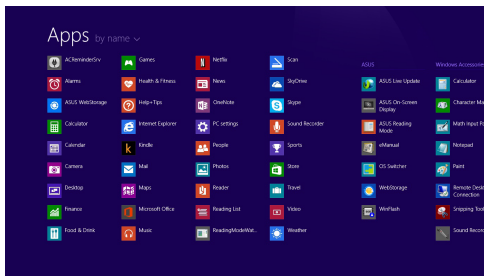 Apps by name
ACReminderSrv
Alarms
ASUS WebStorage
Calculator
Calendar
Camera
Desktop
Finance
Food & Drink
Games
Health & Fitness
Help+Tips
Internet Explorer
Kindle
Mail
Maps
Microsoft Office
Music
Netflix
News
OneNote
PC settings
People
Photos
Reader
Reading List
ReadingModeWat...
Scan
SkyDrive
Skype
Sound Recorder
Sports
Store
Travel
Video
Weather
ASUS
ASUS Live Update
ASUS On-Screen
Display
ASUS Reading
Mode
eManual
OS Switcher
WebStorage
WinFlash
Windows Accessories
Calculator
Character Ma
Math Input Pa
Notepad
Paint
Remote Desk
Connection
Snipping Tool
Sound Record